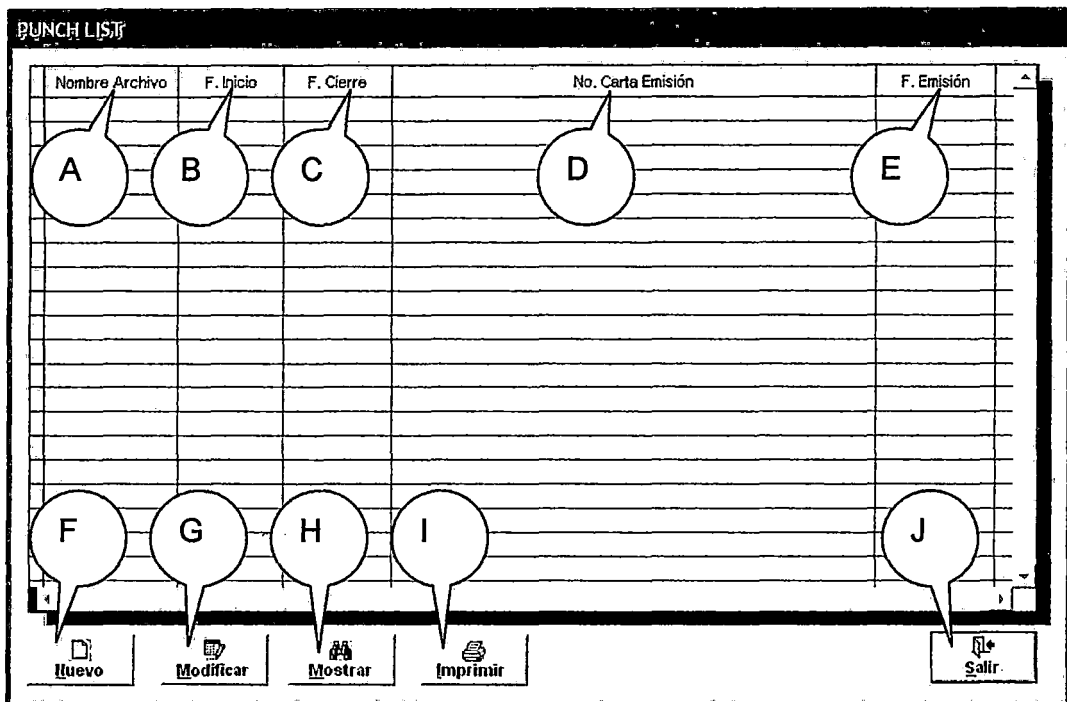 PUNCH LIST
Nombre Archivo F. Inicio F. Cierre No. Carta Emisión F. Emisión
A B C D E
F G H I J
Nuevo Modificar Mostrar Imprimir Salir